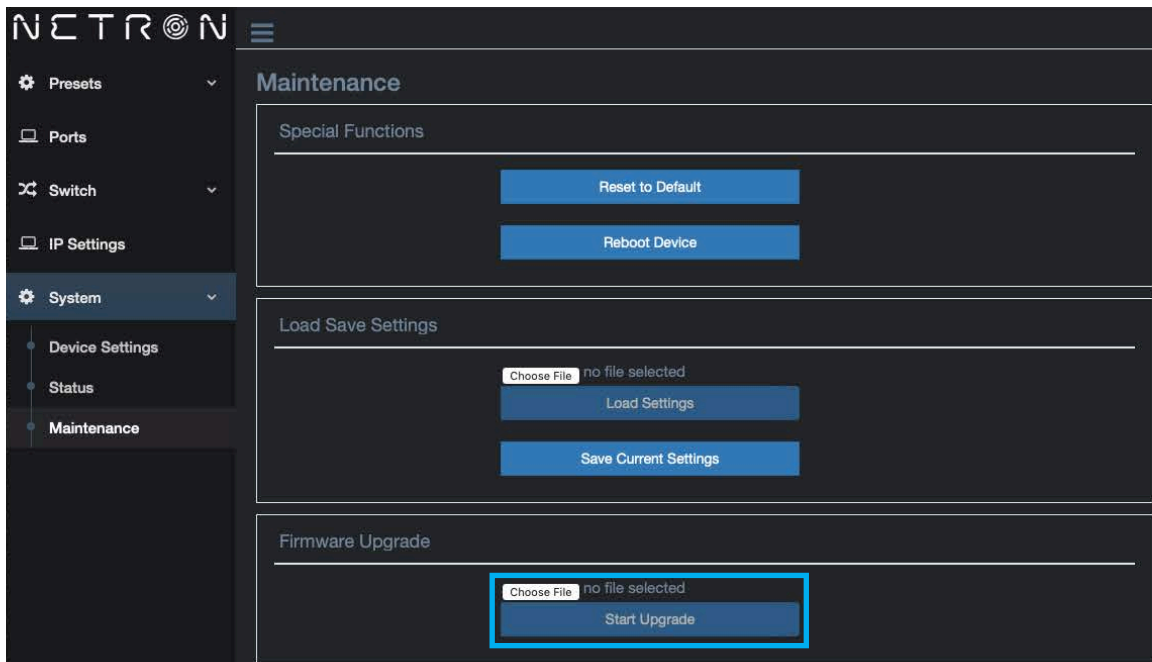 NETRON
Presets
Ports
Switch
IP Settings
System
Device Settings
Status
Maintenance
Maintenance
Special Functions
Reset to Default
Reboot Device
Load Save Settings
Choose File no file selected
Load Settings
Save Current Settings
Firmware Upgrade
Choose File no file selected
Start Upgrade